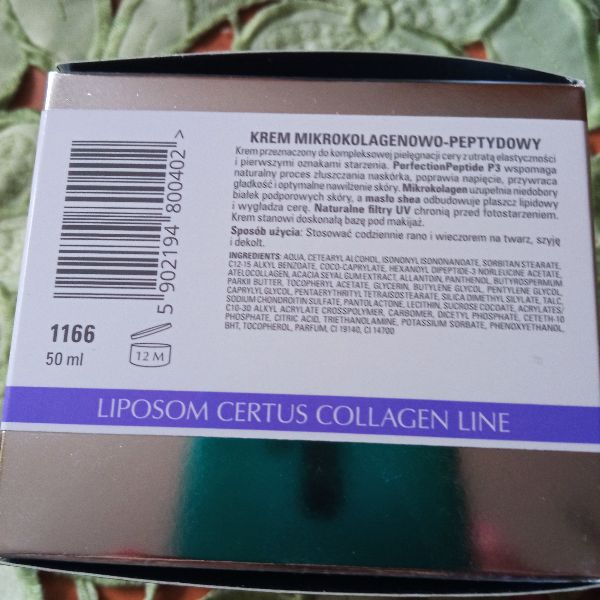 KREM MIKROKOLAGENOWO-PEPTYDOWY
Krem przeznaczony do kompleksowej pielęgnacji cery z utratą elastyczności
i pierwszymi oznakami starzenia. PerfectionPeptide P3 wspomaga
naturalny proces złuszczania naskórka, poprawia napięcie, przywraca
gładkość i optymalne nawilżenie skóry. Mikrokolagen uzupełnia niedobory
białek podporowych skóry, a masło shea odbudowuje płaszcz lipidowy
i wygładza cerę. Naturalne filtry UV chronią przed fotostarzeniem.
Krem stanowi doskonałą bazę pod makijaż.
Sposób użycia: Stosować codziennie rano i wieczorem na twarz, szyję
i dekolt.
INGREDIENTS: AQUA, CETEARYL ALCOHOL, ISONONYL ISONONANOATE, SORBITAN STEARATE,
C12-15 ALKYL BENZOATE, COCO-CAPRYLATE, HEXANOYL DIPEPTIDE-3 NORLEUCINE ACETATE,
ATELOCOLLAGEN, ACACIA SEYAL GUM EXTRACT, ALLANTOIN, PANTHENOL, BUTYROSPERMUM
PARKII BUTTER, TOCOPHERYL ACETATE, GLYCERIN, BUTYLENE GLYCOL, PENTYLENE GLYCOL,
CAPRYLYL GLYCOL, PENTAERYTHRITYL TETRAISOSTEARATE, SILICA DIMETHYL SILYLATE, TALC,
SODIUM CHONDROITIN SULFATE, PANTOLACTONE, LECITHIN, SUCROSE COCOATE, ACRYLATES/
C10-30 ALKYL ACRYLATE CROSSPOLYMER, CARBOMER, DICETYL PHOSPHATE, CETETH-10
PHOSPHATE, CITRIC ACID, TRIETHANOLAMINE, POTASSIUM SORBATE, PHENOXYETHANOL,
BHT, TOCOPHEROL, PARFUM, CI 19140, CI 14700
5 902194 800402 >
1166
50 ml
12 M
LIPOSOM CERTUS COLLAGEN LINE